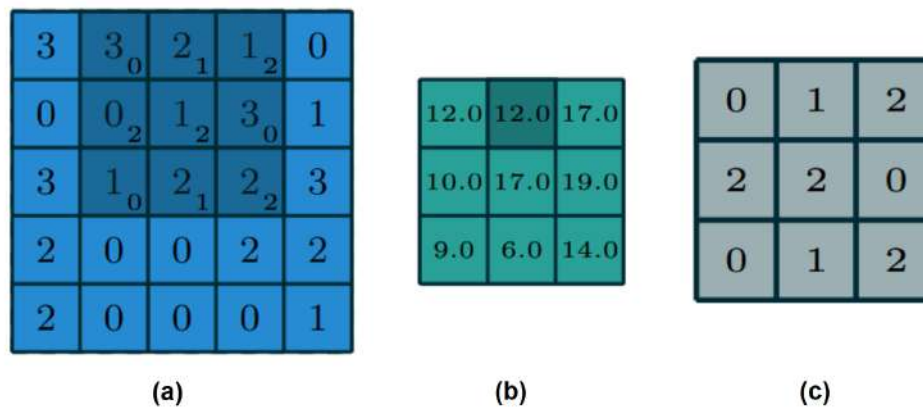 3 3 0 2 1 1 2 0
0 0 2 1 2 3 0 1
3 1 0 2 1 2 2 3
2 0 0 2 2
2 0 0 0 1
(a)
12.0 12.0 17.0
10.0 17.0 19.0
9.0 6.0 14.0
(b)
0 1 2
2 2 0
0 1 2
(c)